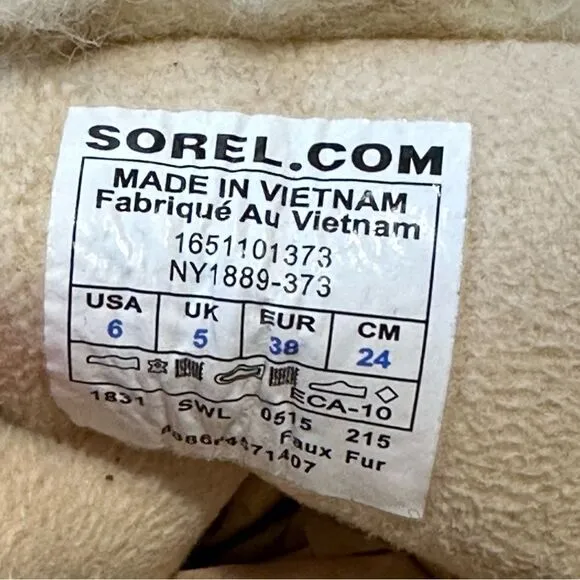 SOREL.COM
MADE IN VIETNAM
Fabriqué Au Vietnam
1651101373
NY1889-373
USA UK EUR CM
6 5 38 24
ECA-10
1831 SWL 0515 215
Faux Fur